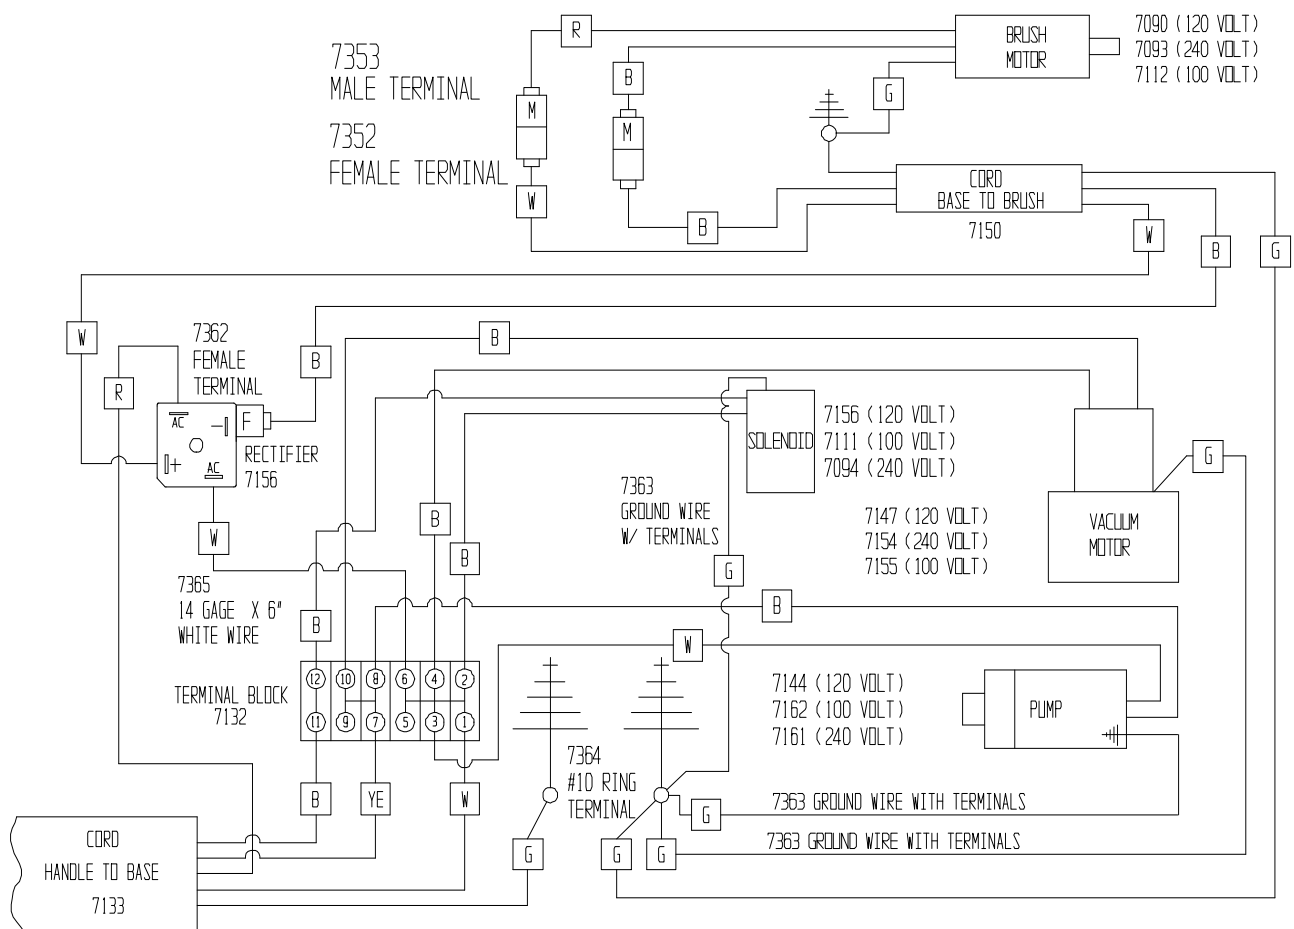 R
BRUSH
MOTOR
7090 (120 VOLT)
7093 (240 VOLT)
7112 (100 VOLT)
7353
MALE TERMINAL
7352
FEMALE TERMINAL
B
G
M
M
W
B
CORD
BASE TO BRUSH
7150
W
B
G
W
R
7362
FEMALE
TERMINAL
B
B
AC
F
−
+
AC
RECTIFIER
7156
SOLENOID
7156 (120 VOLT)
7111 (100 VOLT)
7094 (240 VOLT)
G
7363
GROUND WIRE
W/ TERMINALS
W
B
B
G
7147 (120 VOLT)
7154 (240 VOLT)
7155 (100 VOLT)
VACUUM
MOTOR
7365
14 GAGE X 6"
WHITE WIRE
B
B
W
TERMINAL BLOCK
7132
12 10 8 6 4 2
11 9 7 5 3 1
7144 (120 VOLT)
7162 (100 VOLT)
7161 (240 VOLT)
PUMP
7364
#10 RING
TERMINAL
B
YE
W
G
7363 GROUND WIRE WITH TERMINALS
7363 GROUND WIRE WITH TERMINALS
G
G
G
CORD
HANDLE TO BASE
7133